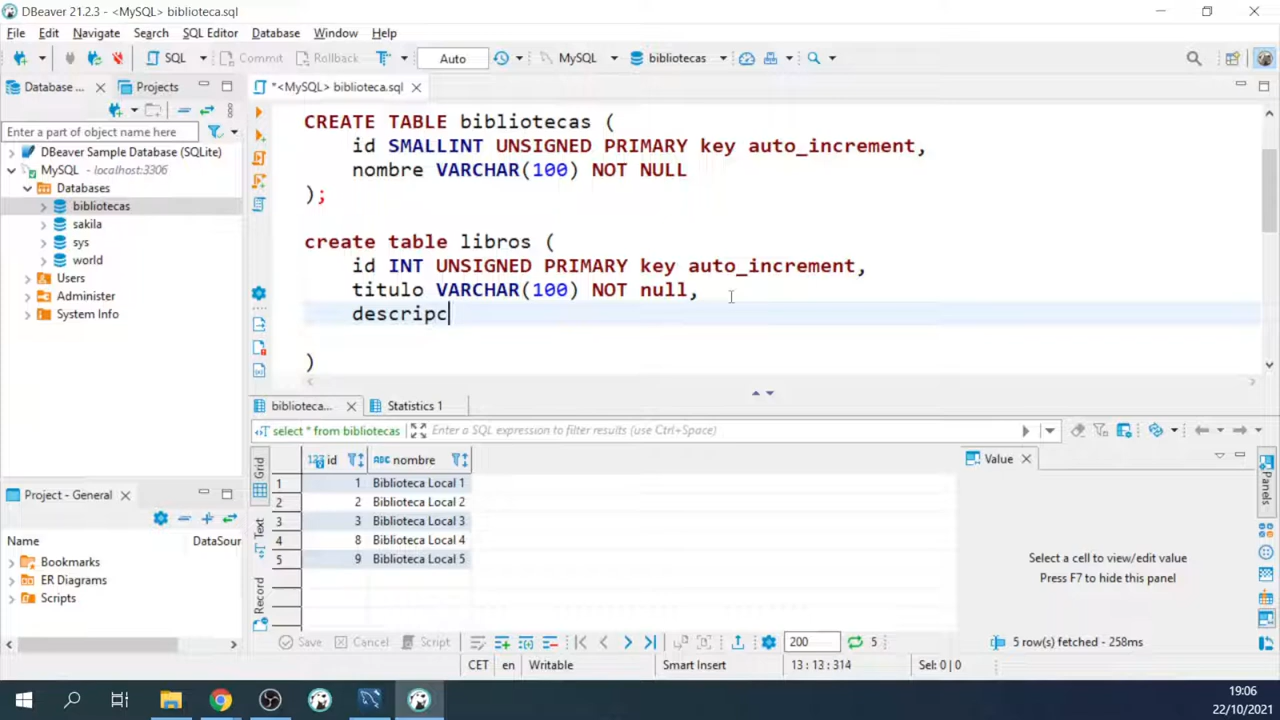 DBeaver 21.2.3 - <MySQL> biblioteca.sql
File Edit Navigate Search SQL Editor Database Window Help
SQL Commit Rollback Auto MySQL bibliotecas
Database ... Projects *<MySQL> biblioteca.sql
Enter a part of object name here
DBeaver Sample Database (SQLite)
MySQL - localhost:3306
Databases
bibliotecas
sakila
sys
world
Users
Administer
System Info
CREATE TABLE bibliotecas (
id SMALLINT UNSIGNED PRIMARY key auto_increment,
nombre VARCHAR(100) NOT NULL
);
create table libros (
id INT UNSIGNED PRIMARY key auto_increment,
titulo VARCHAR(100) NOT null,
descripc
)
biblioteca... Statistics 1
select * from bibliotecas Enter a SQL expression to filter results (use Ctrl+Space)
Grid
Text
Record
123 id ABC nombre
1 1 Biblioteca Local 1
2 2 Biblioteca Local 2
3 3 Biblioteca Local 3
4 8 Biblioteca Local 4
5 9 Biblioteca Local 5
Value
Select a cell to view/edit value
Press F7 to hide this panel
Panels
Project - General
Name DataSour
Bookmarks
ER Diagrams
Scripts
Save Cancel Script 200 5 5 row(s) fetched - 258ms
CET en Writable Smart Insert 13 : 13 : 314 Sel: 0 | 0
19:06
22/10/2021